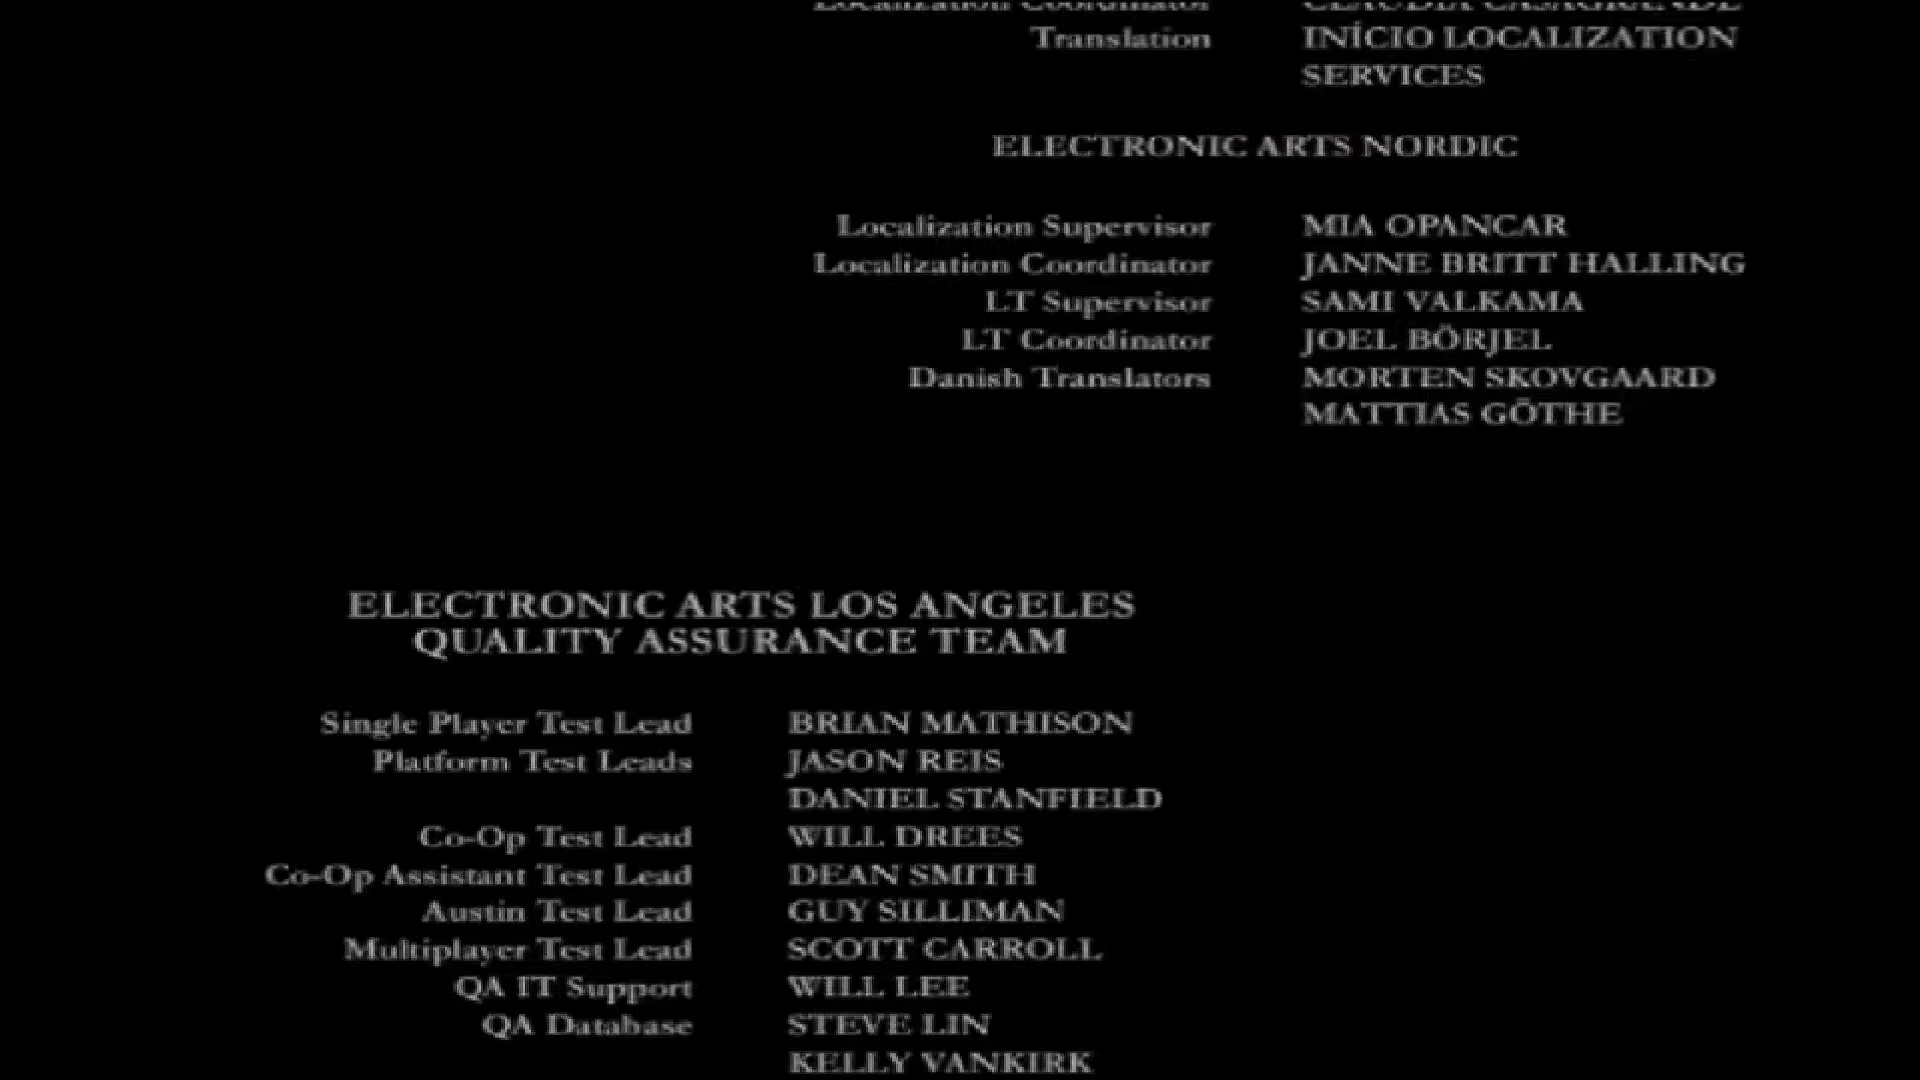 Localization Coordinator CLAUDIA CASAGRANDE
Translation INÍCIO LOCALIZATION
SERVICES
ELECTRONIC ARTS NORDIC
Localization Supervisor MIA OPANCAR
Localization Coordinator JANNE BRITT HALLING
LT Supervisor SAMI VALKAMA
LT Coordinator JOEL BÖRJEL
Danish Translators MORTEN SKOVGAARD
MATTIAS GÖTHE
ELECTRONIC ARTS LOS ANGELES
QUALITY ASSURANCE TEAM
Single Player Test Lead BRIAN MATHISON
Platform Test Leads JASON REIS
DANIEL STANFIELD
Co-Op Test Lead WILL DREES
Co-Op Assistant Test Lead DEAN SMITH
Austin Test Lead GUY SILLIMAN
Multiplayer Test Lead SCOTT CARROLL
QA IT Support WILL LEE
QA Database STEVE LIN
KELLY VANKIRK